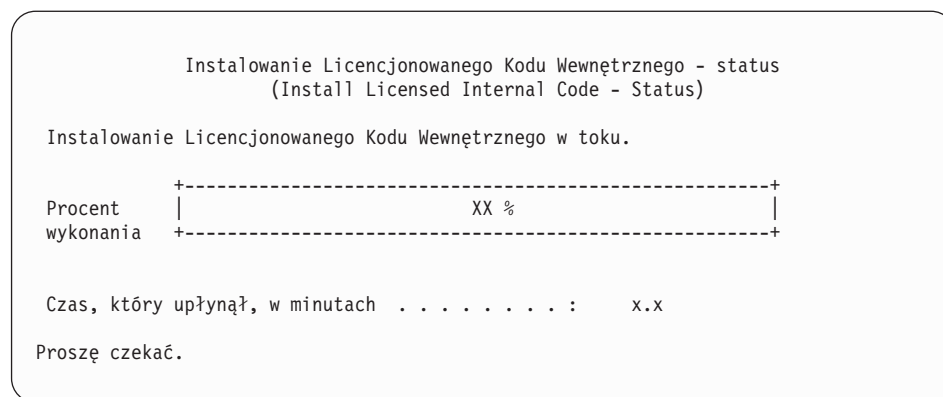 Instalowanie Licencjonowanego Kodu Wewnętrznego - status
(Install Licensed Internal Code - Status)
Instalowanie Licencjonowanego Kodu Wewnętrznego w toku.
+-------------------------------------------------------+
Procent | XX % |
wykonania +-------------------------------------------------------+
Czas, który upłynął, w minutach . . . . . . . . : x.x
Proszę czekać.